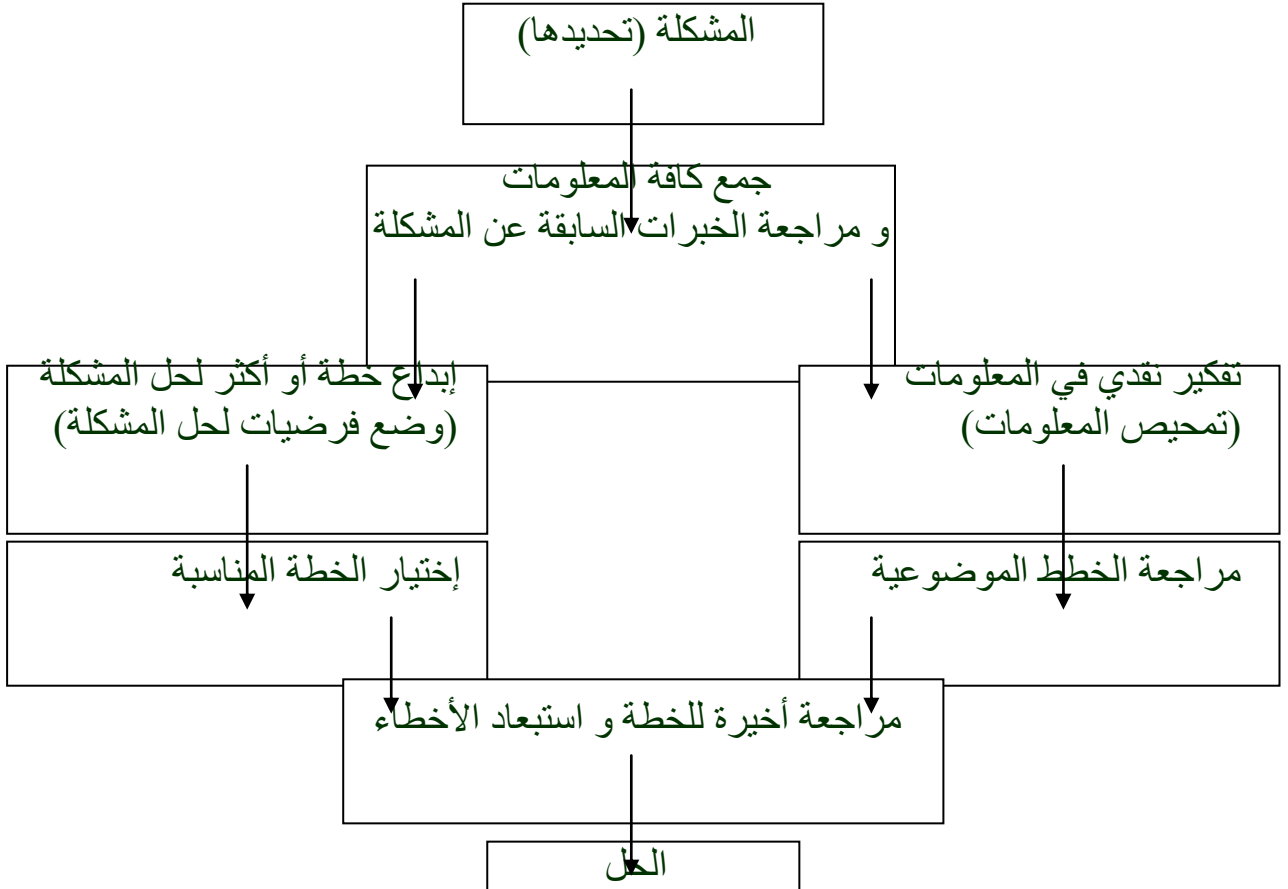 المشكلة (تحديدها)
جمع كافة المعلومات
و مراجعة الخبرات السابقة عن المشكلة
تفكير نقدي في المعلومات
(تمحيص المعلومات)
إبداع خطة أو أكثر لحل المشكلة
(وضع فرضيات لحل المشكلة)
مراجعة الخطط الموضوعية
إختيار الخطة المناسبة
مراجعة أخيرة للخطة و استبعاد الأخطاء
الحل